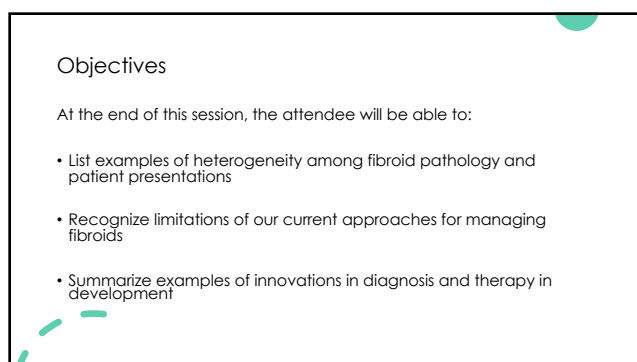 Objectives
At the end of this session, the attendee will be able to:
• List examples of heterogeneity among fibroid pathology and
patient presentations
• Recognize limitations of our current approaches for managing
fibroids
• Summarize examples of innovations in diagnosis and therapy in
development